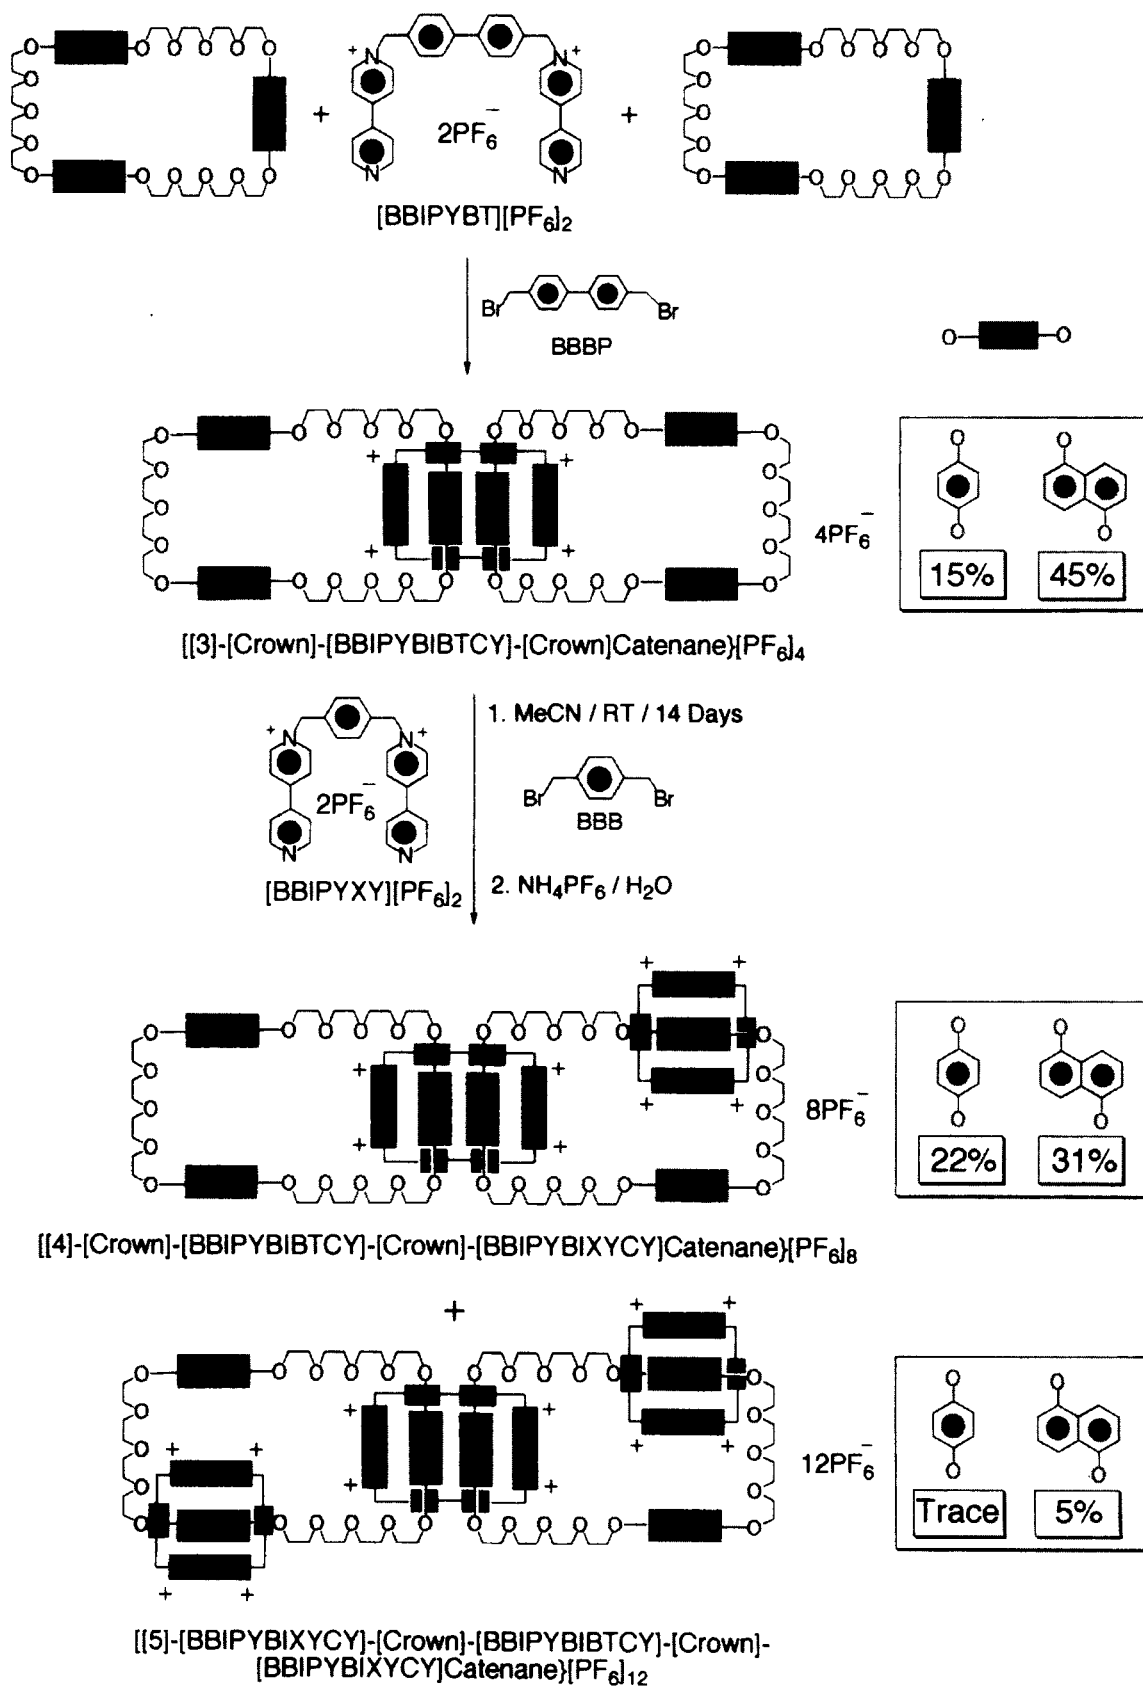 +
+
2PF6−
[BBIPYBT][PF6]2
Br
Br
BBBP
4PF6−
15%
45%
[[3]-[Crown]-[BBIPYBIBTCY]-[Crown]Catenane}[PF6]4
1. MeCN / RT / 14 Days
2PF6−
Br
Br
BBB
[BBIPYXY][PF6]2
2. NH4PF6 / H2O
8PF6−
22%
31%
[[4]-[Crown]-[BBIPYBIBTCY]-[Crown]-[BBIPYBIXYCY]Catenane}[PF6]8
+
12PF6−
Trace
5%
[[5]-[BBIPYBIXYCY]-[Crown]-[BBIPYBIBTCY]-[Crown]-
[BBIPYBIXYCY]Catenane}[PF6]12